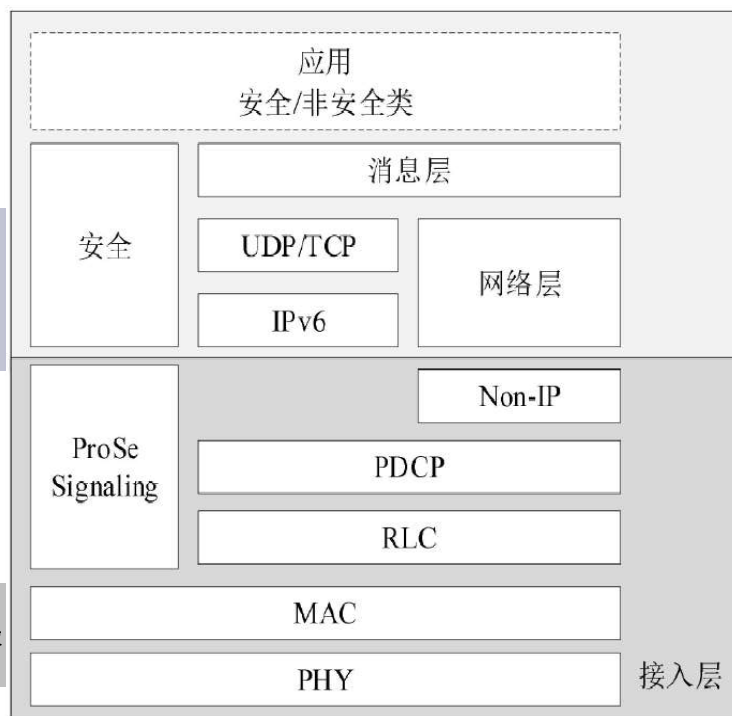 应用
安全/非安全类
消息层
安全
UDP/TCP
网络层
IPv6
Non-IP
ProSe
Signaling
PDCP
RLC
MAC
PHY
接入层